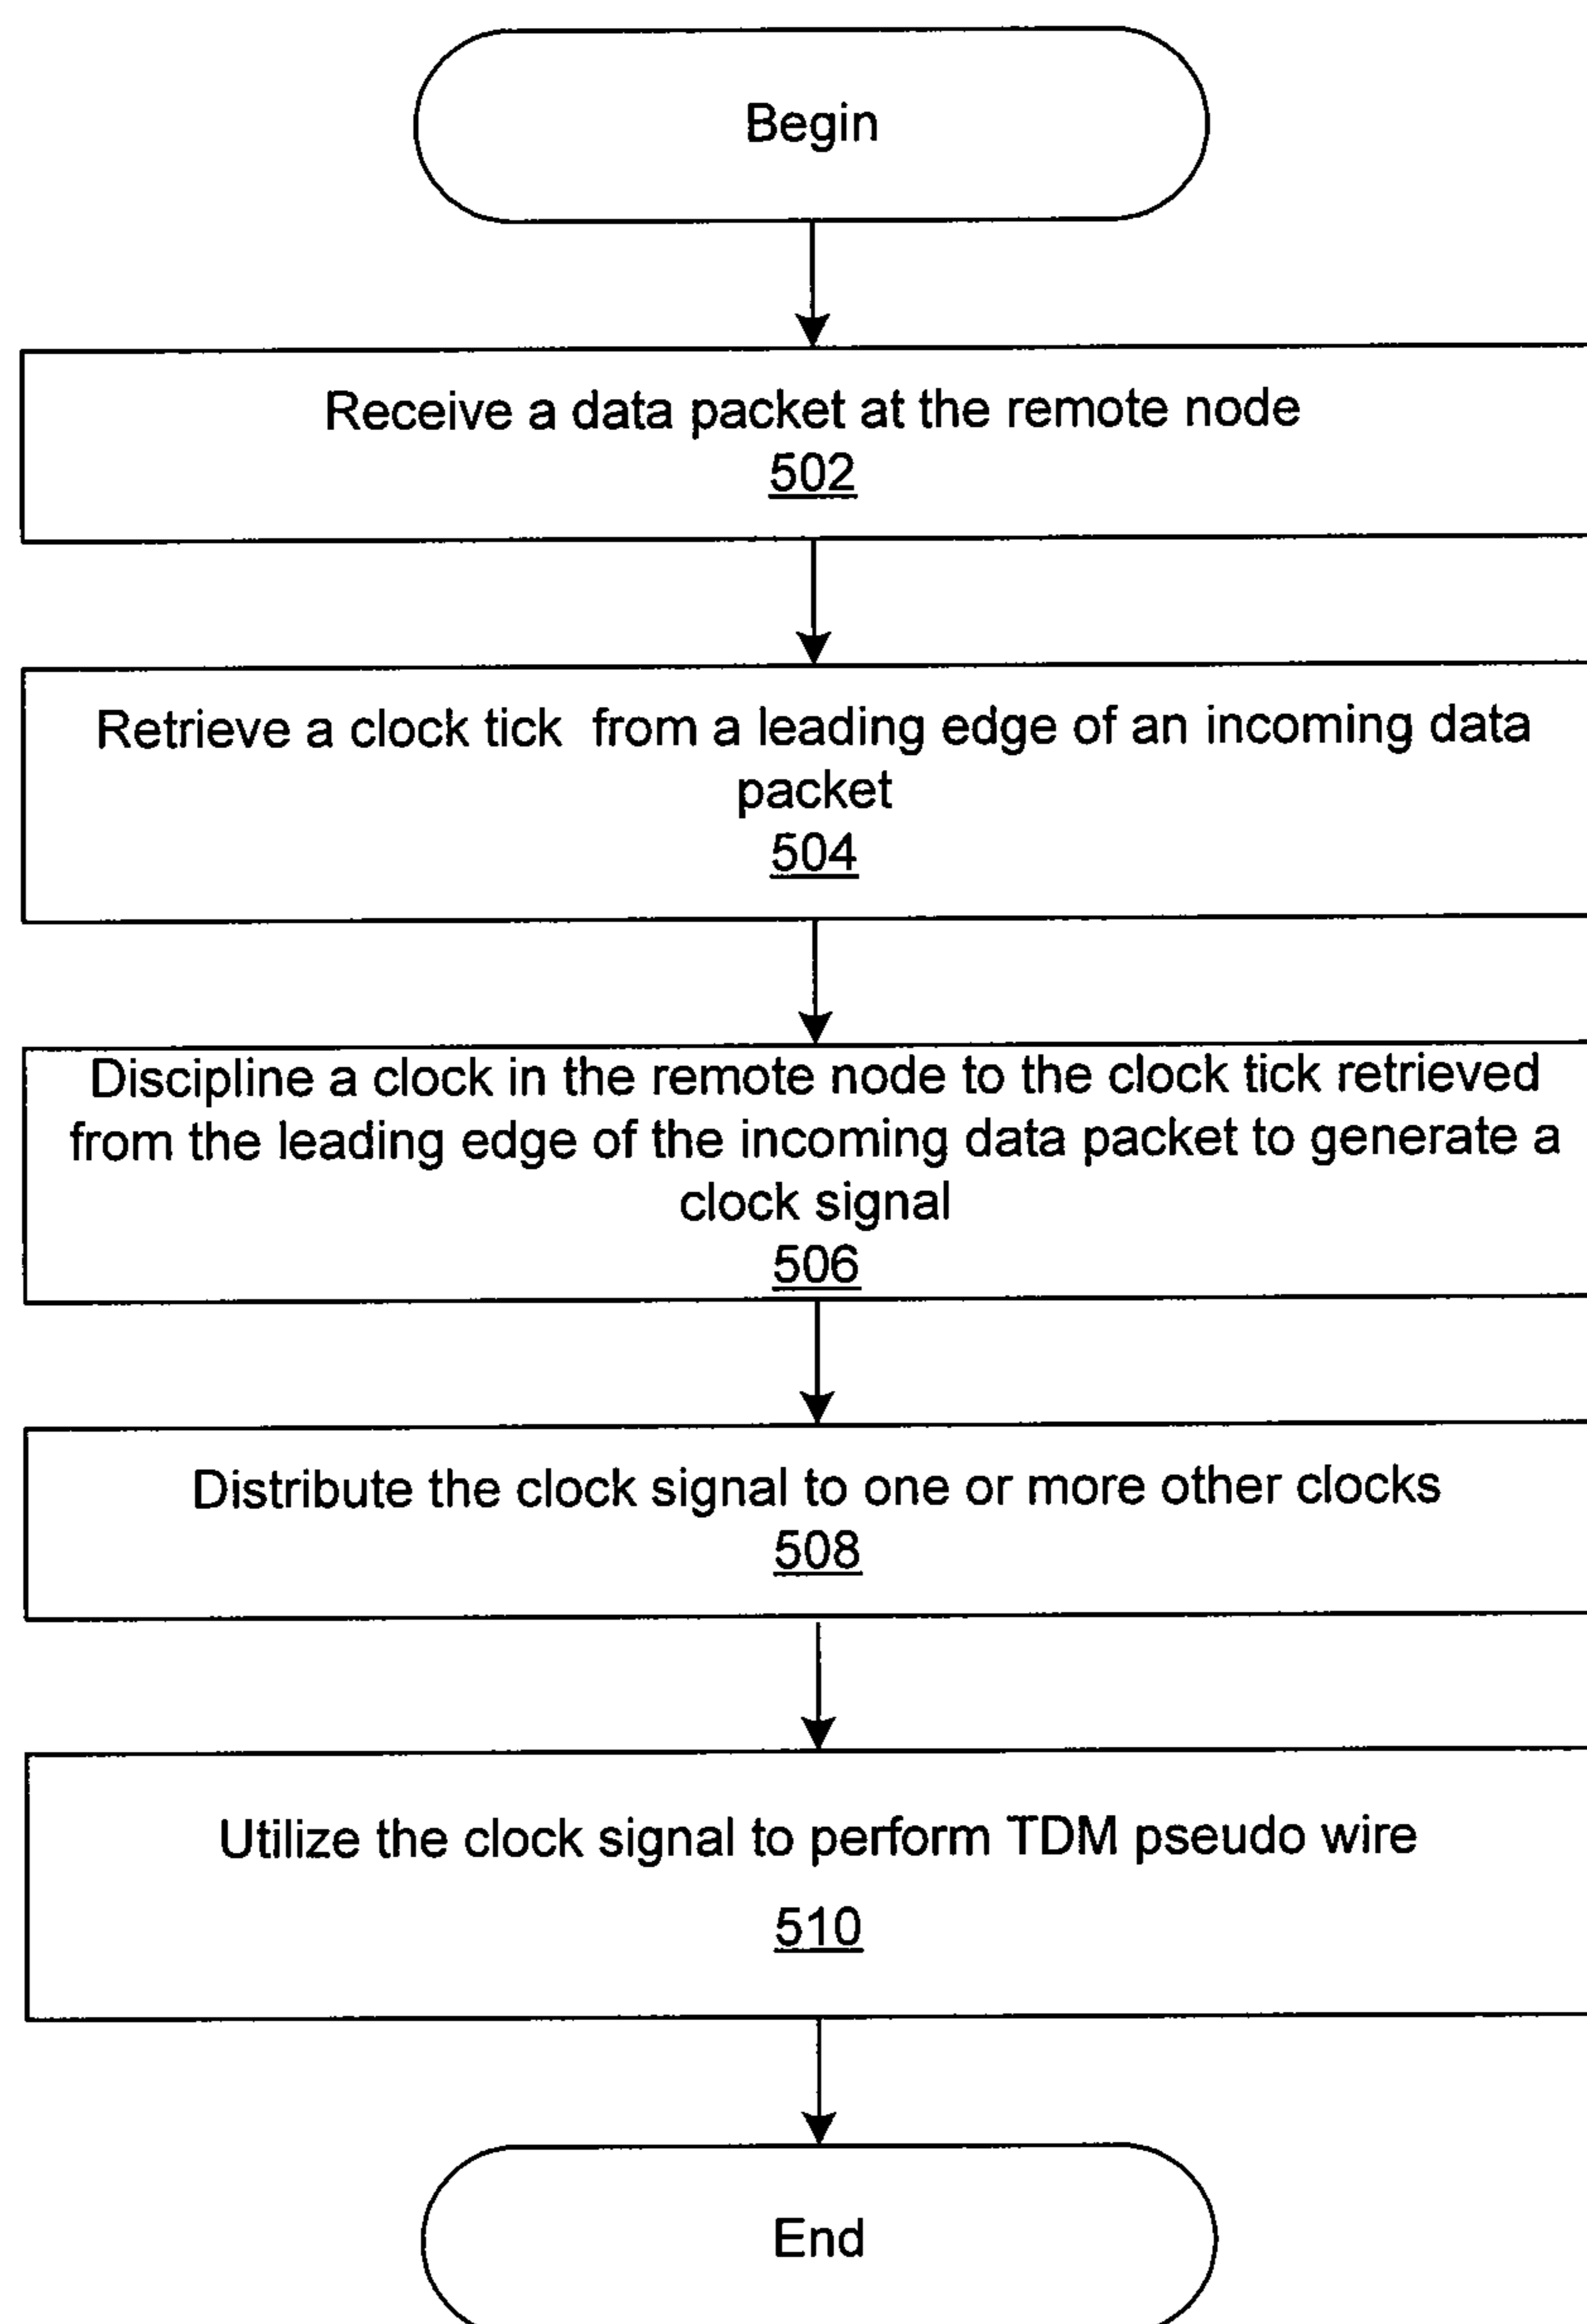 Begin
Receive a data packet at the remote node
502
Retrieve a clock tick from a leading edge of an incoming data
packet
504
Discipline a clock in the remote node to the clock tick retrieved
from the leading edge of the incoming data packet to generate a
clock signal
506
Distribute the clock signal to one or more other clocks
508
Utilize the clock signal to perform TDM pseudo wire
510
End